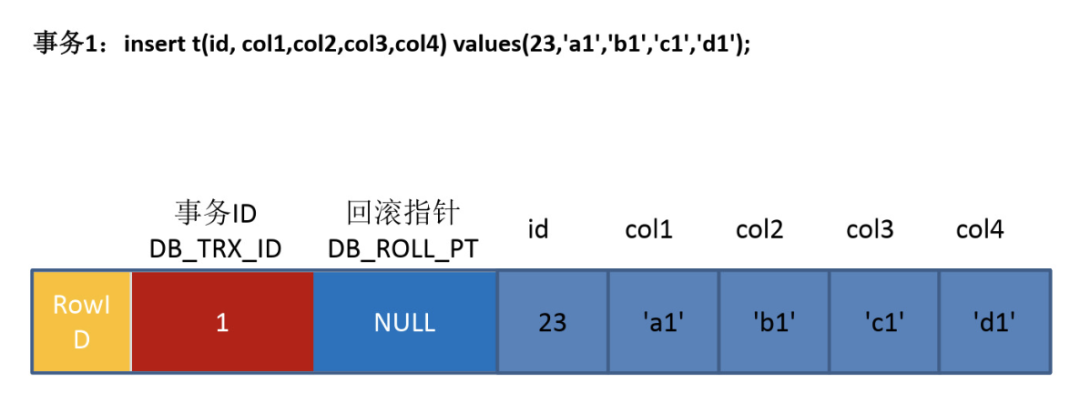 事务1：insert t(id, col1,col2,col3,col4) values(23,'a1','b1','c1','d1');
事务ID
DB_TRX_ID
回滚指针
DB_ROLL_PT
id
col1
col2
col3
col4
RowI
D
1
NULL
23
'a1'
'b1'
'c1'
'd1'